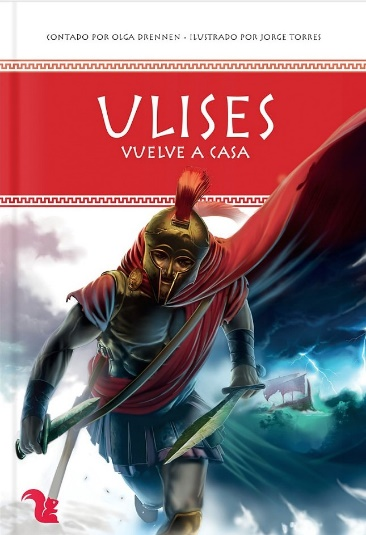 CONTADO POR OLGA DRENNEN • ILUSTRADO POR JORGE TORRES
ULISES
VUELVE A CASA